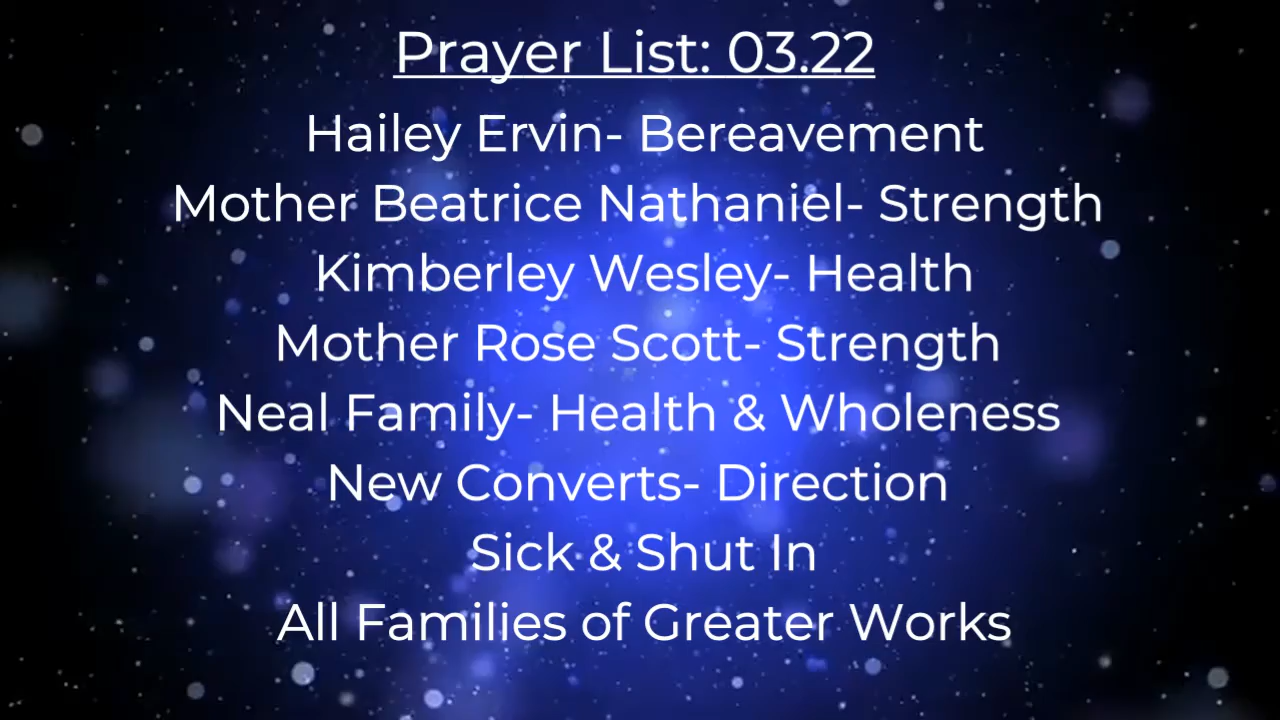 Prayer List: 03.22
Hailey Ervin- Bereavement
Mother Beatrice Nathaniel- Strength
Kimberley Wesley- Health
Mother Rose Scott- Strength
Neal Family- Health & Wholeness
New Converts- Direction
Sick & Shut In
All Families of Greater Works